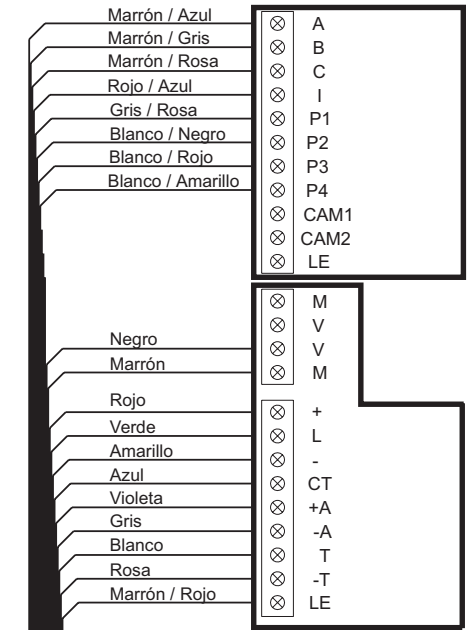 Marrón / Azul A
Marrón / Gris B
Marrón / Rosa C
Rojo / Azul I
Gris / Rosa P1
Blanco / Negro P2
Blanco / Rojo P3
Blanco / Amarillo P4
CAM1
CAM2
LE
M
V
Negro V
Marrón M
Rojo +
Verde L
Amarillo -
Azul CT
Violeta +A
Gris -A
Blanco T
Rosa -T
Marrón / Rojo LE